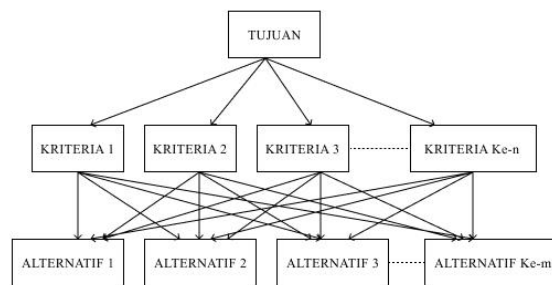 TUJUAN
KRITERIA 1 KRITERIA 2 KRITERIA 3 KRITERIA Ke-n
ALTERNATIF 1 ALTERNATIF 2 ALTERNATIF 3 ALTERNATIF Ke-m